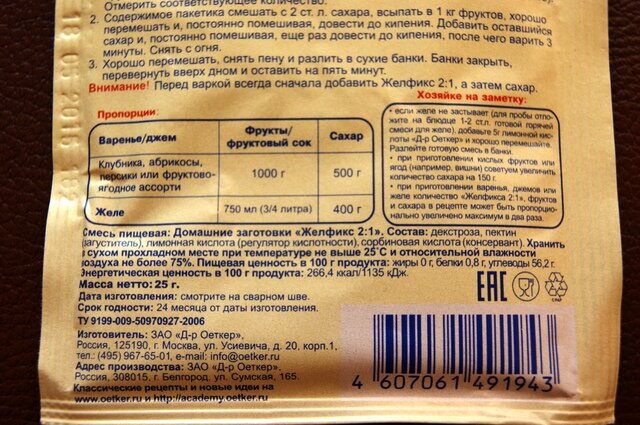 Отмерить соответствующее количество.
2. Содержимое пакетика смешать с 2 ст.л. сахара, всыпать в 1 кг фруктов, хорошо
перемешать и, постоянно помешивая, довести до кипения. Добавить оставшийся
сахар и, постоянно помешивая, еще раз довести до кипения, после чего варить 3
минуты. Снять с огня.
3. Хорошо перемешать, снять пену и разлить в сухие банки. Банки закрыть,
перевернуть вверх дном и оставить на пять минут.
Внимание! Перед варкой всегда сначала добавить Желфикс 2:1, а затем сахар.
Пропорции:
Варенье/джем Фрукты/ фруктовый сок Сахар
Клубника, абрикосы,
персики или фруктово-
ягодное ассорти 1000 г 500 г
Желе 750 мл (3/4 литра) 400 г
Хозяйке на заметку:
• если желе не застывает (для пробы отло-
жите на блюдце 1-2 ст.л. готовой горячей
смеси для желе), добавьте 5г лимонной кис-
лоты «Д-р Оеткер» и хорошо перемешайте.
Разлейте готовую смесь в банки.
• при приготовлении кислых фруктов или
ягод (например, вишни) советуем увеличить
количество сахара на 150 г.
• при приготовлении варенья, джемов или
желе количество «Желфикса 2:1», фруктов
и сахара в рецепте может быть пропорци-
онально увеличено максимум в два раза.
Смесь пищевая: Домашние заготовки «Желфикс 2:1». Состав: декстроза, пектин
(загуститель), лимонная кислота (регулятор кислотности), сорбиновая кислота (консервант). Хранить
в сухом прохладном месте при температуре не выше 25°С и относительной влажности
воздуха не более 75%. Пищевая ценность в 100 г продукта: жиры 0 г, белки 0,8 г, углеводы 56,2 г.
Энергетическая ценность в 100 г продукта: 266,4 ккал/1135 кДж.
Масса нетто: 25 г.
Дата изготовления: смотрите на сварном шве.
Срок годности: 24 месяца от даты изготовления.
ТУ 9199-009-50970927-2006
Изготовитель: ЗАО «Д-р Оеткер».
Россия, 125190, г. Москва, ул. Усиевича, д. 20, корп.1,
тел.: (495) 967-65-01, e-mail: info@oetker.ru
Адрес производства: ЗАО «Д-р Оеткер».
Россия, 308015, г. Белгород, ул. Сумская, 165.
Классические рецепты и новые идеи на
www.oetker.ru и http://academy.oetker.ru
EAC
4 607061 491943